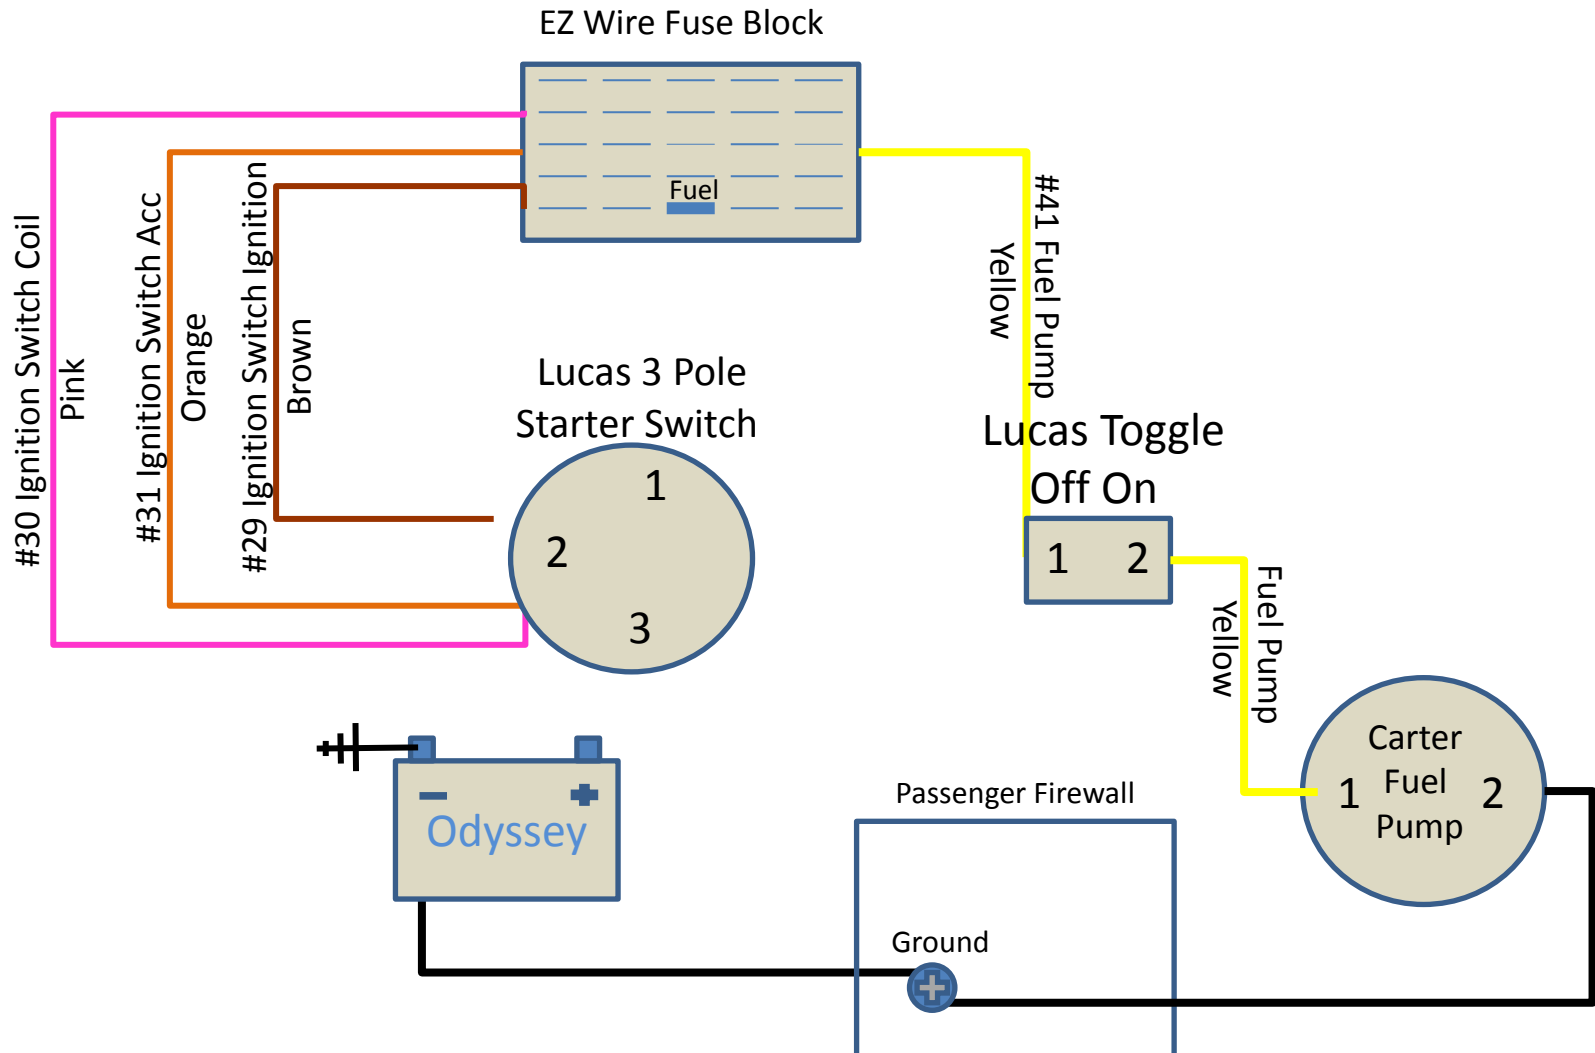 EZ Wire Fuse Block
Fuel
#30 Ignition Switch Coil
Pink
#31 Ignition Switch Acc
Orange
#29 Ignition Switch Ignition
Brown
#41 Fuel Pump
Yellow
Lucas 3 Pole
Starter Switch
1
2
3
Lucas Toggle
Off On
1 2
Fuel Pump
Yellow
Carter
Fuel
Pump
1 2
- +
Odyssey
Passenger Firewall
Ground